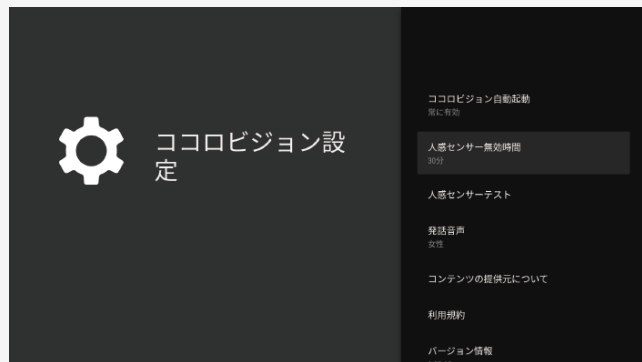 ココロビジョン設
定
ココロビジョン自動起動
常に有効
人感センサー無効時間
30分
人感センサーテスト
発話音声
女性
コンテンツの提供元について
利用規約
バージョン情報